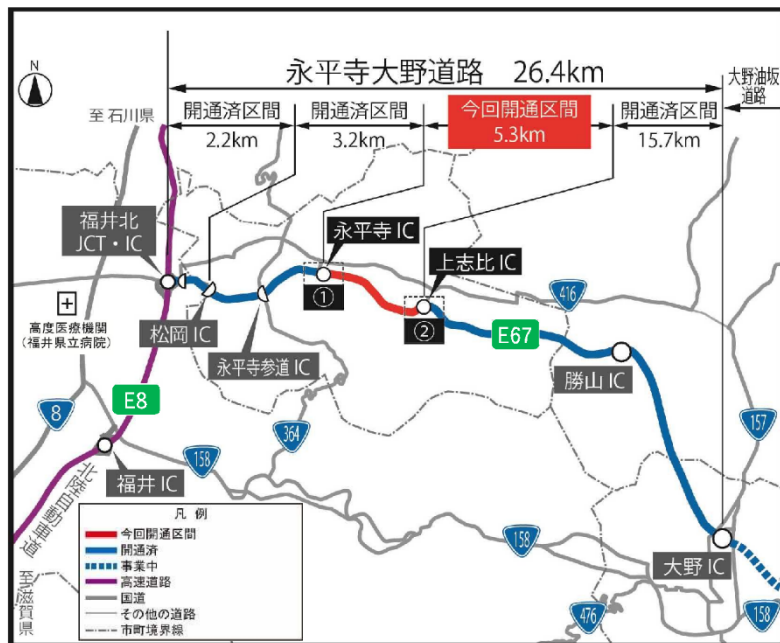 N
永平寺大野道路 26.4km
大野油坂
道路
至 石川県
開通済区間
2.2km
開通済区間
3.2km
今回開通区間
5.3km
開通済区間
15.7km
福井北
JCT・IC
永平寺 IC
上志比 IC
①
②
416
高度医療機関
(福井県立病院)
松岡 IC
永平寺参道 IC
E67
勝山 IC
E8
8
364
157
158
福井 IC
北陸自動車道
至 滋賀県
凡 例
今回開通区間
開通済
事業中
高速道路
国道
その他の道路
市町境界線
158
大野 IC
476
158